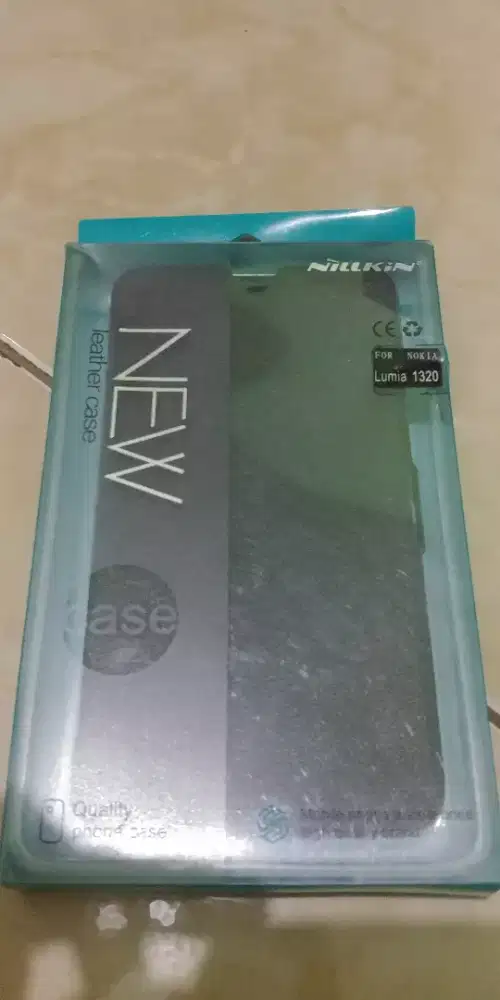 NiLLKiN®
CE
FOR NOKIA
Lumia 1320
NEW
leather case
case
Quality
phone case